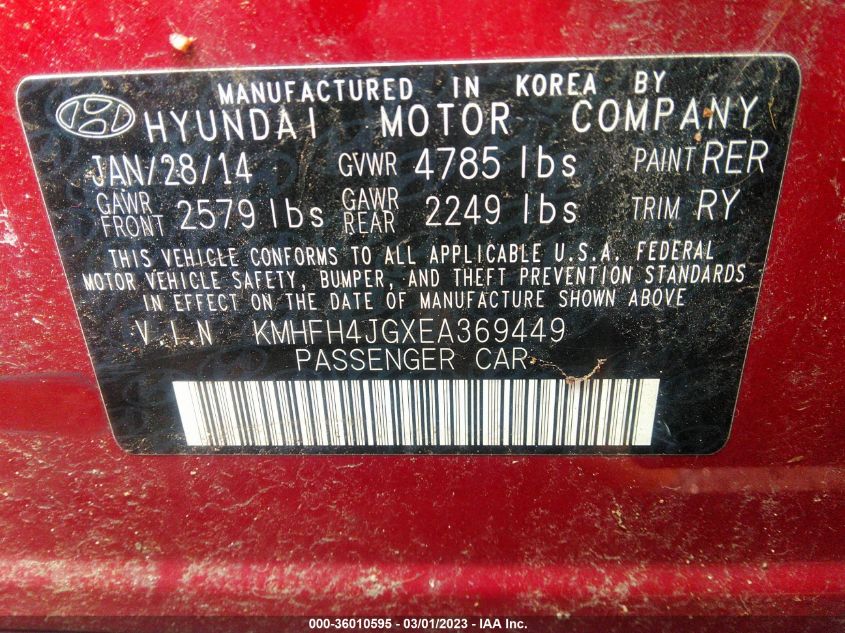 MANUFACTURED IN KOREA BY
HYUNDAI MOTOR COMPANY
JAN/28/14 GVWR 4785 lbs PAINT RER
GAWR FRONT 2579 lbs GAWR REAR 2249 lbs TRIM RY
THIS VEHICLE CONFORMS TO ALL APPLICABLE U.S.A. FEDERAL
MOTOR VEHICLE SAFETY, BUMPER, AND THEFT PREVENTION STANDARDS
IN EFFECT ON THE DATE OF MANUFACTURE SHOWN ABOVE
V I N KMHFH4JGXEA369449
PASSENGER CAR
000-36010595 - 03/01/2023 - IAA Inc.